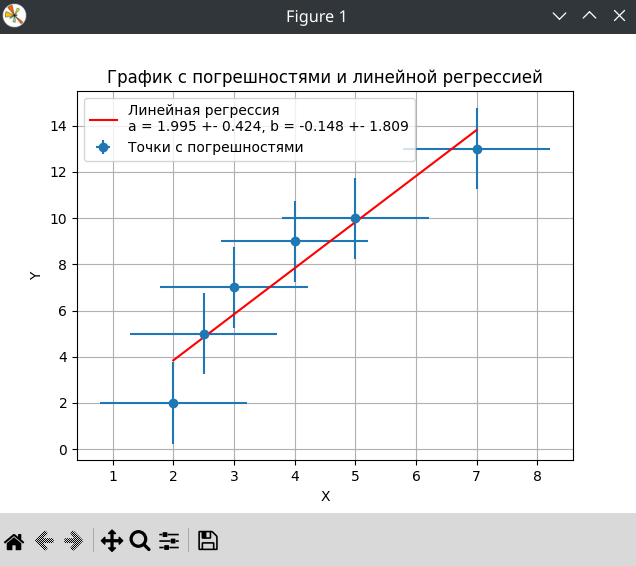 Figure 1
График с погрешностями и линейной регрессией
Линейная регрессия
a = 1.995 +- 0.424, b = -0.148 +- 1.809
Точки с погрешностями
14
12
10
8
6
4
2
0
Y
1 2 3 4 5 6 7 8
X